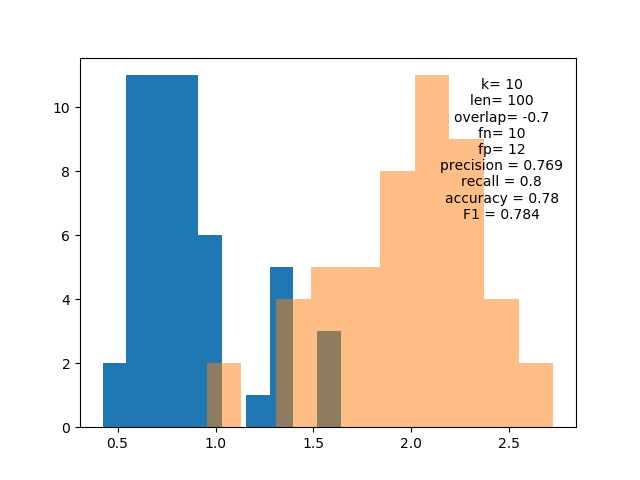 k= 10
len= 100
overlap= -0.7
fn= 10
fp= 12
precision = 0.769
recall = 0.8
accuracy = 0.78
F1 = 0.784
10
8
6
4
2
0
0.5 1.0 1.5 2.0 2.5